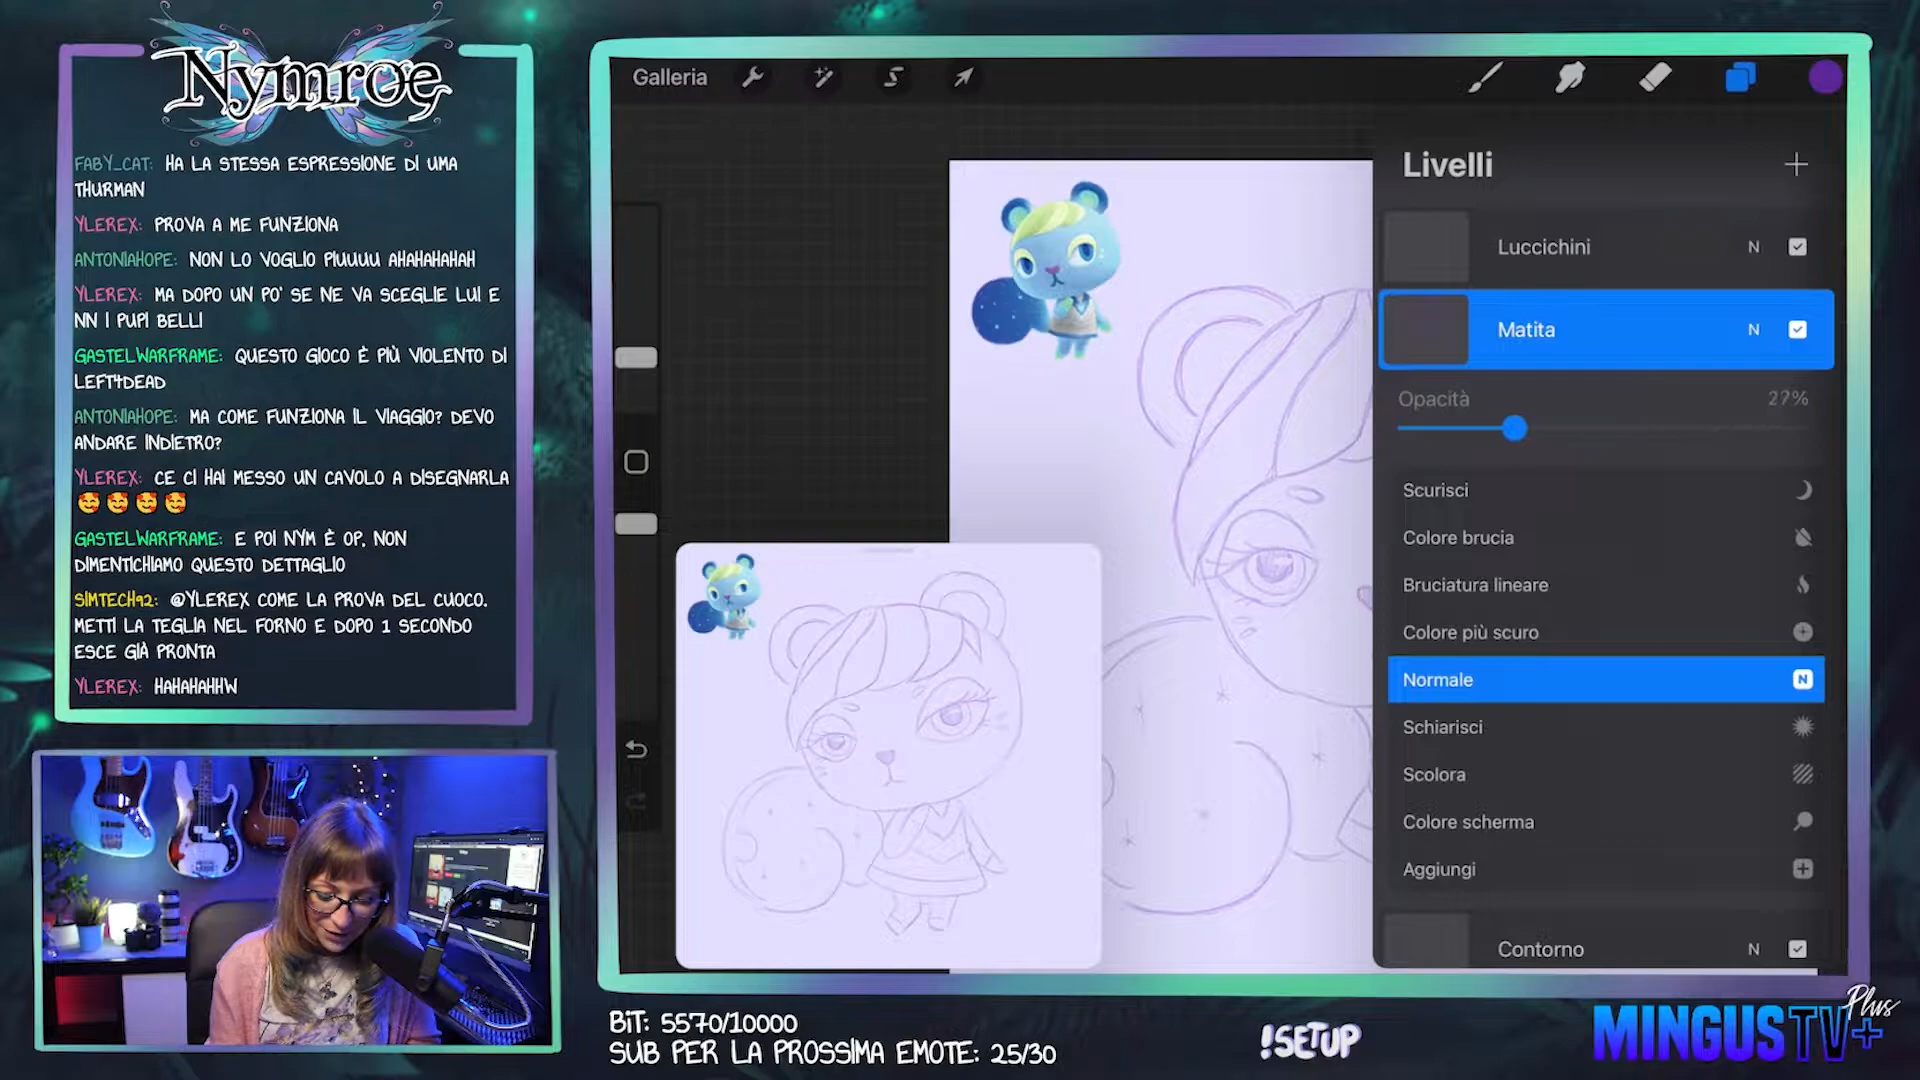 Nymroe
FABY_CAT: HA LA STESSA ESPRESSIONE DI UMA
THURMAN
YLEREX: PROVA A ME FUNZIONA
ANTONIAHOPE: NON LO VOGLIO PIUUUU AHAHAHAHAH
YLEREX: MA DOPO UN PO' SE NE VA SCEGLIE LUI E
NN I PUPI BELLI
GASTELWARFRAME: QUESTO GIOCO È PIÙ VIOLENTO DI
LEFT4DEAD
ANTONIAHOPE: MA COME FUNZIONA IL VIAGGIO? DEVO
ANDARE INDIETRO?
YLEREX: CE CI HAI MESSO UN CAVOLO A DISEGNARLA
🥰 🥰 🥰 🥰
GASTELWARFRAME: E POI NYM È OP, NON
DIMENTICHIAMO QUESTO DETTAGLIO
SIMTECH92: @YLEREX COME LA PROVA DEL CUOCO.
METTI LA TEGLIA NEL FORNO E DOPO 1 SECONDO
ESCE GIÀ PRONTA
YLEREX: HAHAHAHHW
Galleria
Livelli
Luccichini N
Matita N
Opacità 27%
Scurisci
Colore brucia
Bruciatura lineare
Colore più scuro
Normale N
Schiarisci
Scolora
Colore scherma
Aggiungi
Contorno N
BIT: 5570/10000
SUB PER LA PROSSIMA EMOTE: 25/30
!SETUP
MINGUSTV+ Plus